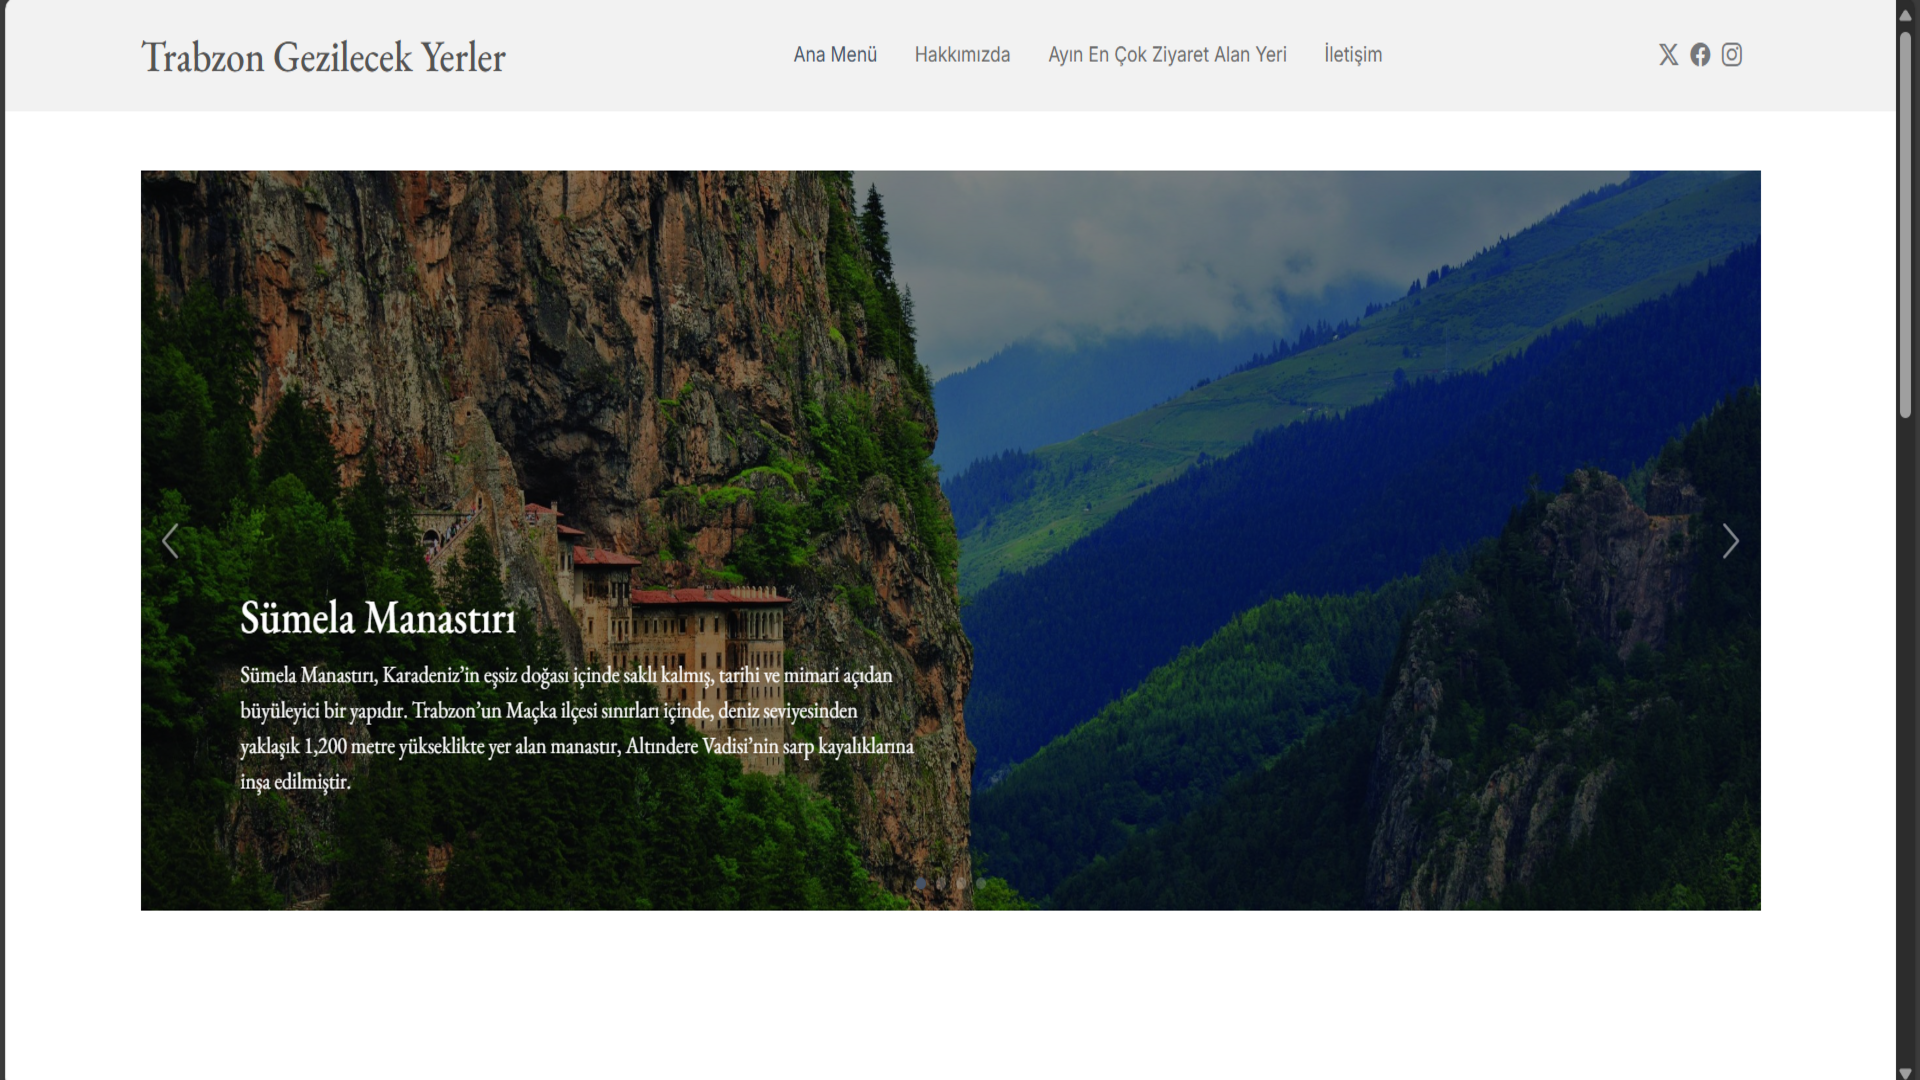 Trabzon Gezilecek Yerler
Ana Menü
Hakkımızda
Ayın En Çok Ziyaret Alan Yeri
İletişim
Sümela Manastırı
Sümela Manastırı, Karadeniz’in eşsiz doğası içinde saklı kalmış, tarihi ve mimari açıdan
büyüleyici bir yapıdır. Trabzon’un Maçka ilçesi sınırları içinde, deniz seviyesinden
yaklaşık 1,200 metre yükseklikte yer alan manastır, Altındere Vadisi’nin sarp kayalıklarına
inşa edilmiştir.